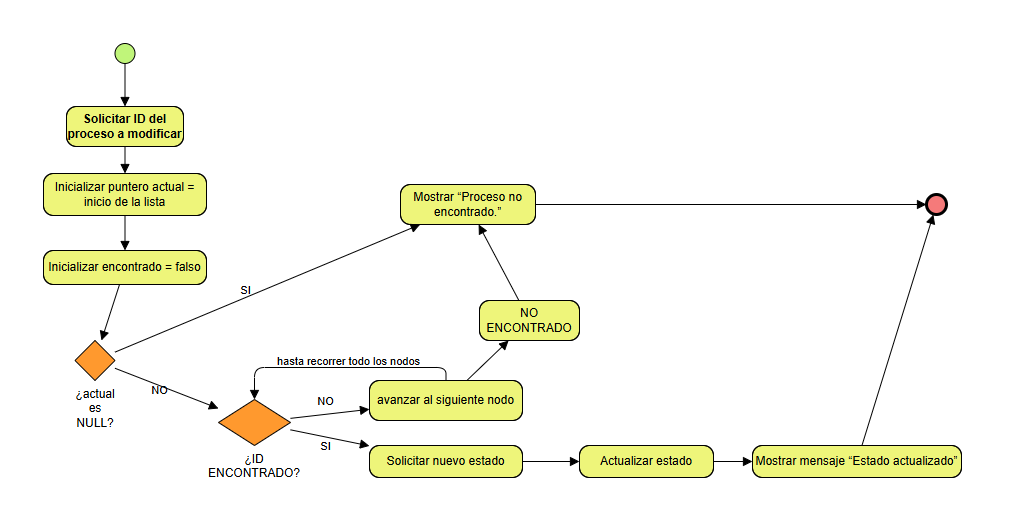 Solicitar ID del
proceso a modificar
Inicializar puntero actual =
inicio de la lista
Inicializar encontrado = falso
¿actual
es
NULL?
SI
NO
Mostrar “Proceso no
encontrado.”
NO
ENCONTRADO
hasta recorrer todo los nodos
avanzar al siguiente nodo
NO
SI
¿ID
ENCONTRADO?
Solicitar nuevo estado
Actualizar estado
Mostrar mensaje “Estado actualizado”